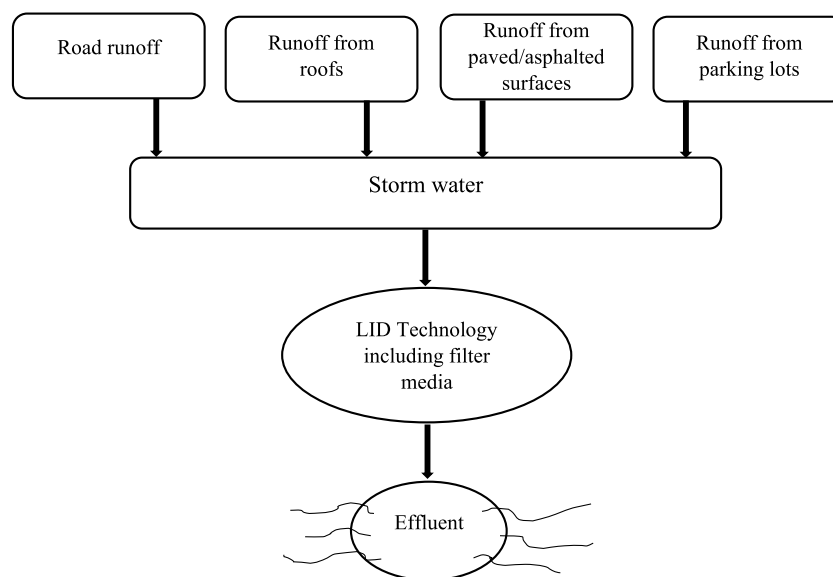 Road runoff
Runoff from
roofs
Runoff from
paved/asphalted
surfaces
Runoff from
parking lots
Storm water
LID Technology
including filter
media
Effluent